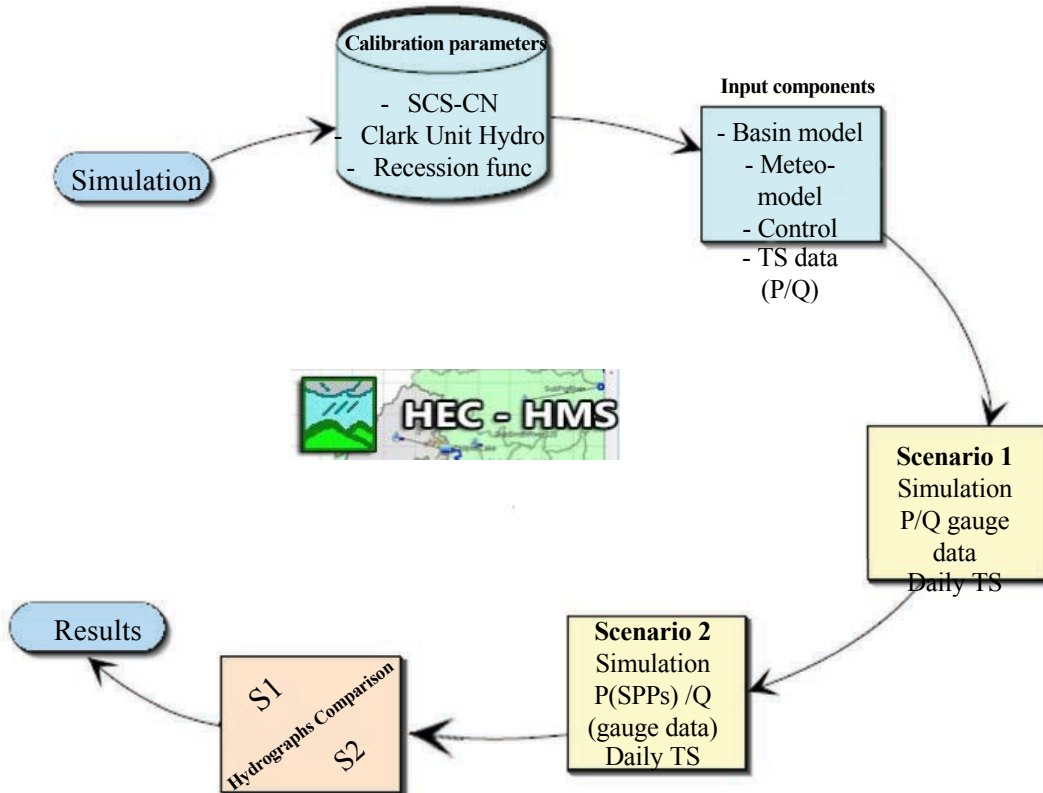 Calibration parameters
- SCS-CN
- Clark Unit Hydro
- Recession func
Simulation
Input components
- Basin model
- Meteo-
model
- Control
- TS data
(P/Q)
HEC - HMS
Scenario 1
Simulation
P/Q gauge
data
Daily TS
Scenario 2
Simulation
P(SPPs) /Q
(gauge data)
Daily TS
S1
Hydrographs Comparison
S2
Results